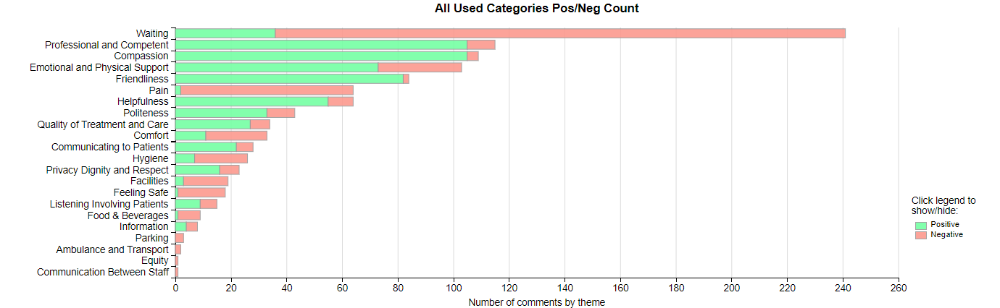 All Used Categories Pos/Neg Count
Waiting
Professional and Competent
Compassion
Emotional and Physical Support
Friendliness
Pain
Helpfulness
Politeness
Quality of Treatment and Care
Comfort
Communicating to Patients
Hygiene
Privacy Dignity and Respect
Facilities
Feeling Safe
Listening Involving Patients
Food & Beverages
Information
Parking
Ambulance and Transport
Equity
Communication Between Staff
0 20 40 60 80 100 120 140 160 180 200 220 240 260
Number of comments by theme
Click legend to
show/hide:
Positive
Negative